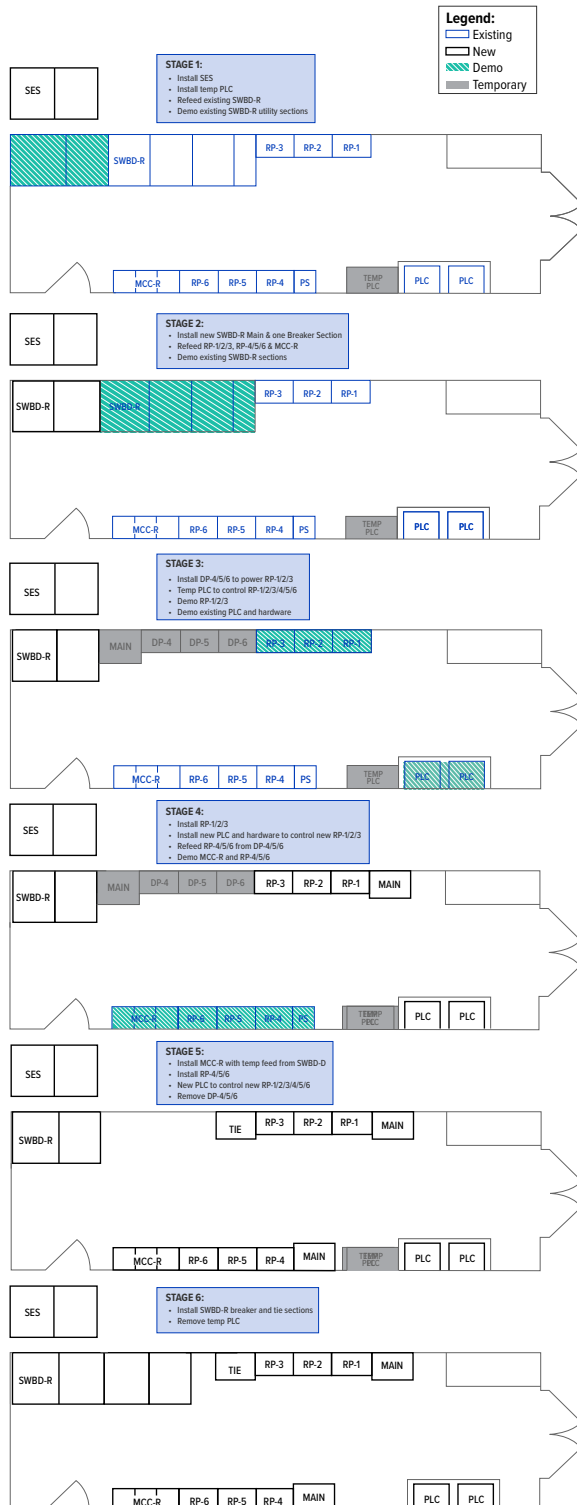 Legend:
Existing
New
Demo
Temporary
SES
STAGE 1:
• Install SES
• Install temp PLC
• Refeed existing SWBD-R
• Demo existing SWBD-R utility sections
SWBD-R
RP-3 RP-2 RP-1
MCC-R RP-6 RP-5 RP-4 PS
TEMP
PLC
PLC PLC
SES
STAGE 2:
• Install new SWBD-R Main & one Breaker Section
• Refeed RP-1/2/3, RP-4/5/6 & MCC-R
• Demo existing SWBD-R sections
SWBD-R SWBD-R
RP-3 RP-2 RP-1
MCC-R RP-6 RP-5 RP-4 PS
TEMP
PLC
PLC PLC
SES
STAGE 3:
• Install DP-4/5/6 to power RP-1/2/3
• Temp PLC to control RP-1/2/3/4/5/6
• Demo RP-1/2/3
• Demo existing PLC and hardware
SWBD-R MAIN DP-4 DP-5 DP-6 RP-3 RP-2 RP-1
MCC-R RP-6 RP-5 RP-4 PS
TEMP
PLC
PLC PLC
SES
STAGE 4:
• Install RP-1/2/3
• Install new PLC and hardware to control new RP-1/2/3
• Refeed RP-4/5/6 from DP-4/5/6
• Demo MCC-R and RP-4/5/6
SWBD-R MAIN DP-4 DP-5 DP-6 RP-3 RP-2 RP-1 MAIN
MCC-R RP-6 RP-5 RP-4 PS
TEMP
PLC
PLC PLC
SES
STAGE 5:
• Install MCC-R with temp feed from SWBD-D
• Install RP-4/5/6
• New PLC to control new RP-1/2/3/4/5/6
• Remove DP-4/5/6
SWBD-R TIE RP-3 RP-2 RP-1 MAIN
MCC-R RP-6 RP-5 RP-4 MAIN
TEMP
PLC
PLC PLC
SES
STAGE 6:
• Install SWBD-R breaker and tie sections
• Remove temp PLC
SWBD-R TIE RP-3 RP-2 RP-1 MAIN
MCC-R RP-6 RP-5 RP-4 MAIN
PLC PLC